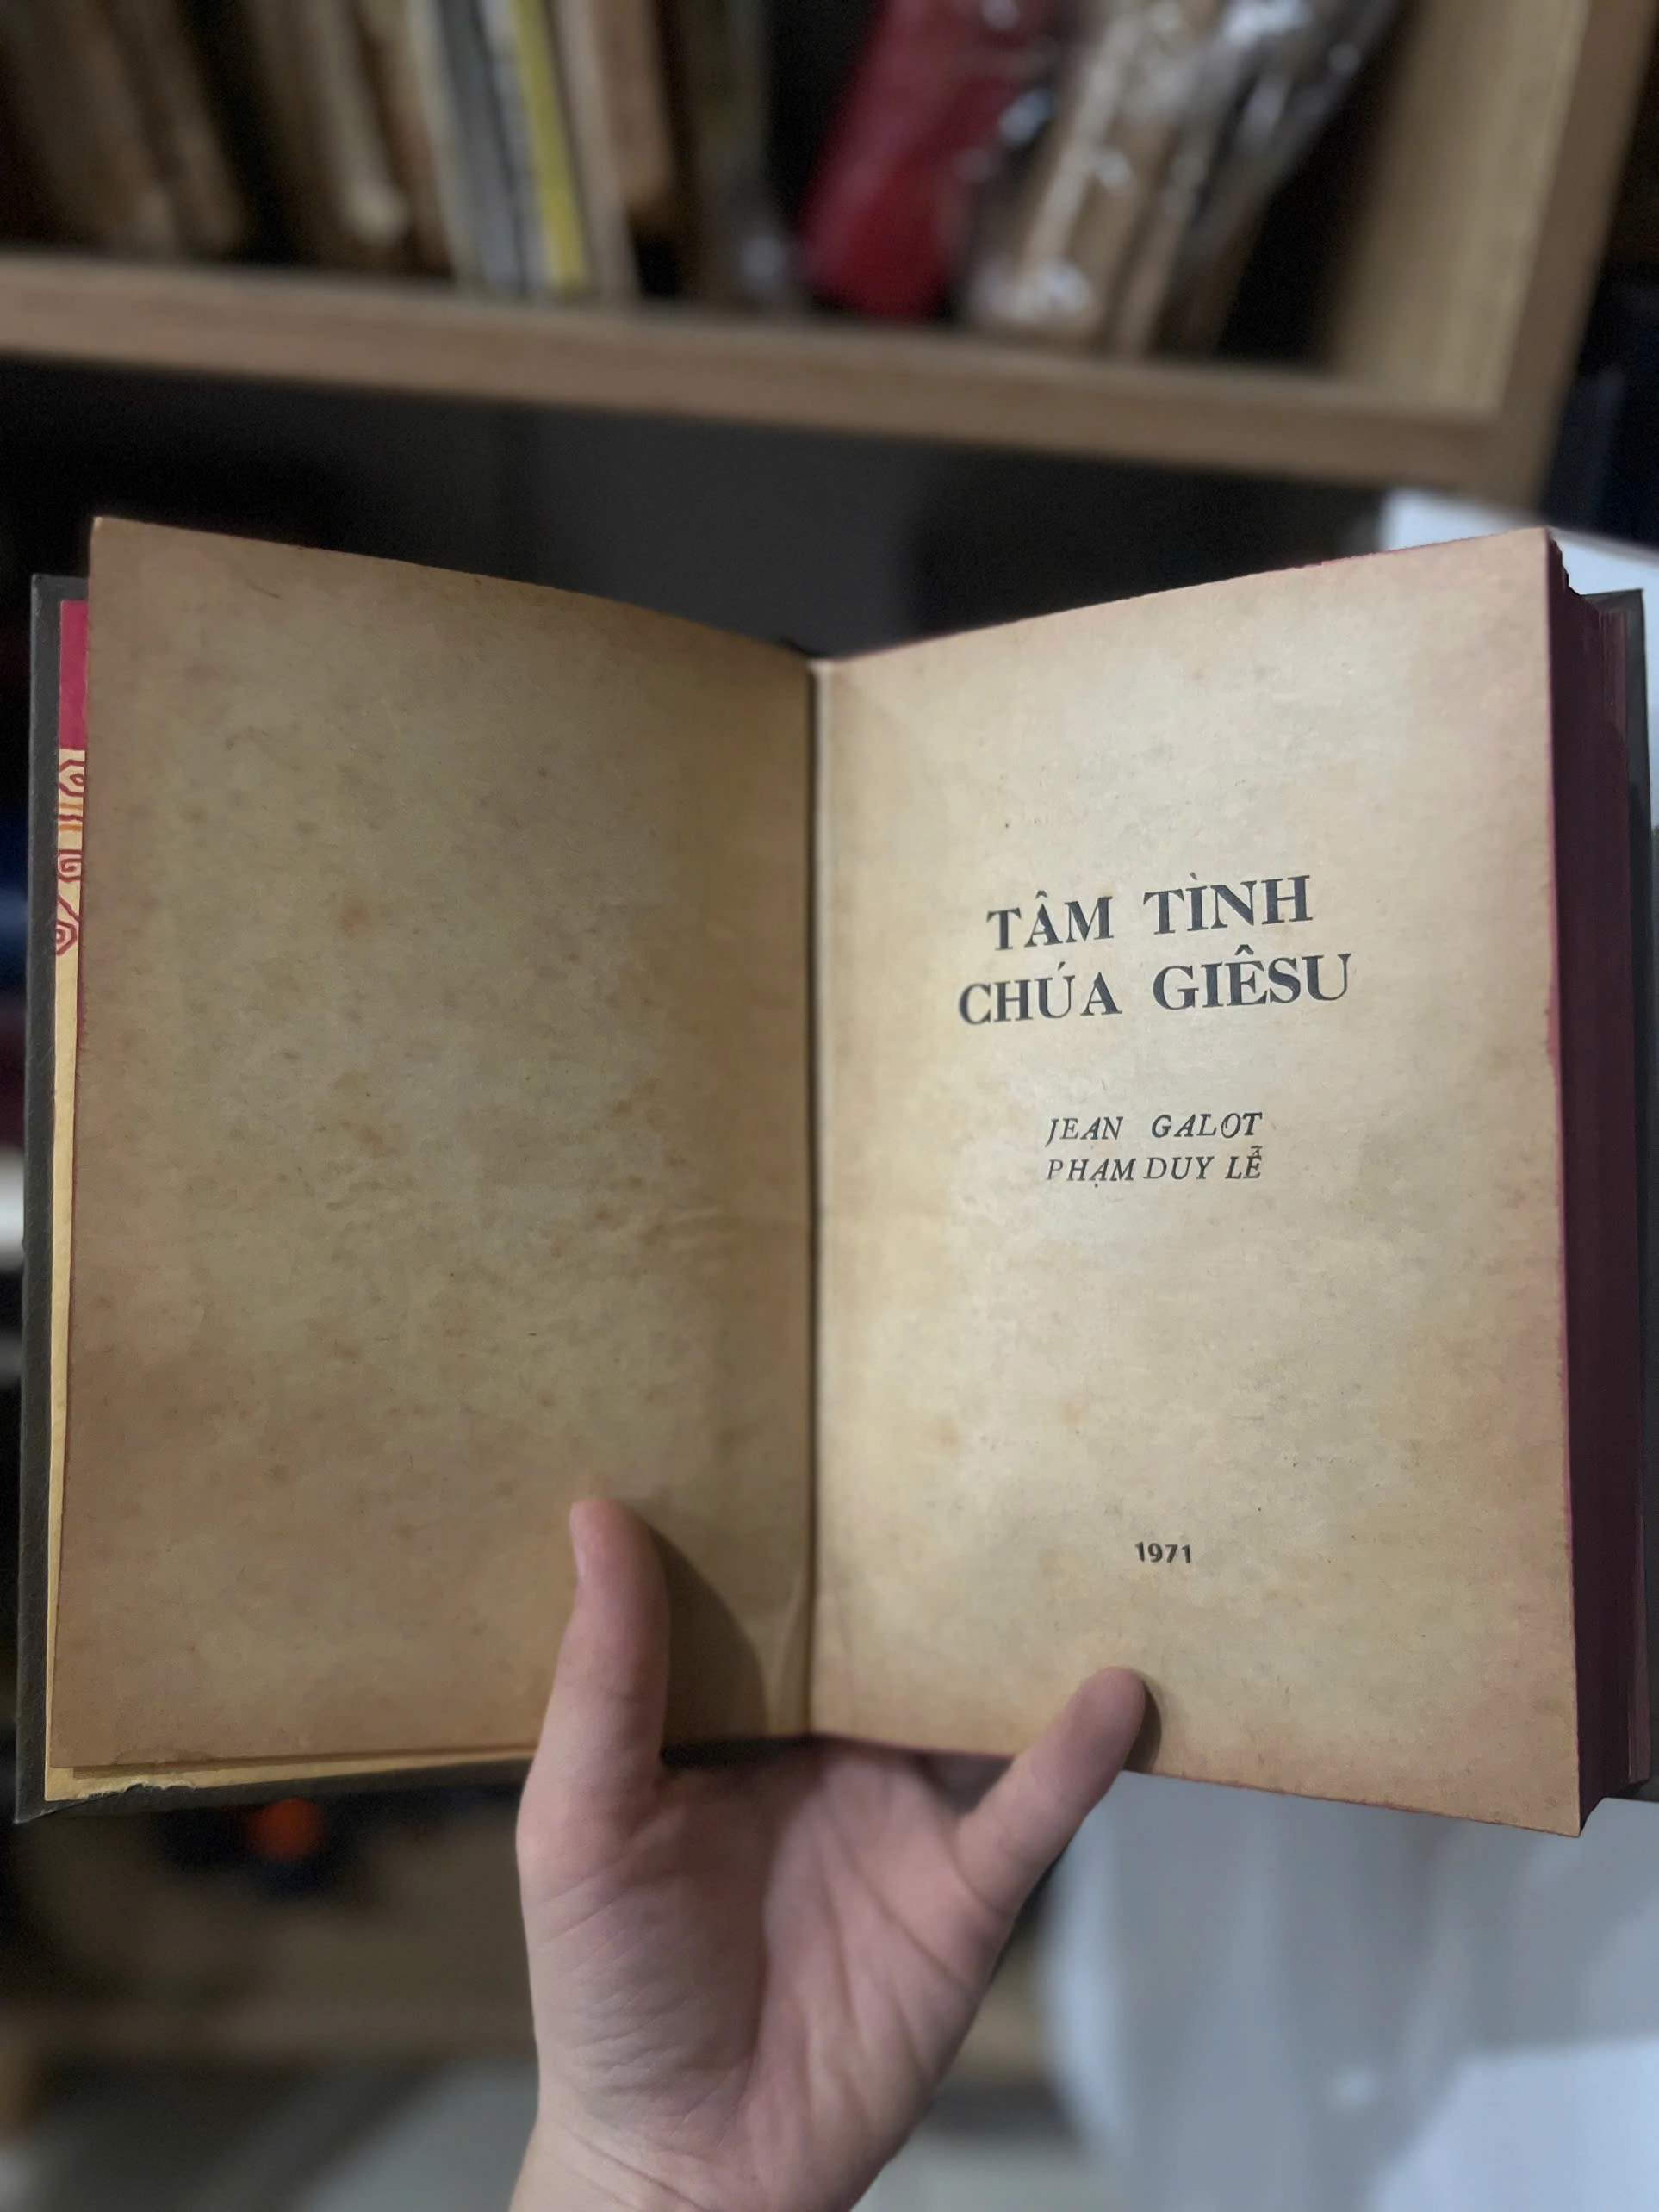 TÂM TÌNH
CHÚA GIÊSU
JEAN GALOT
PHẠM DUY LỄ
1971